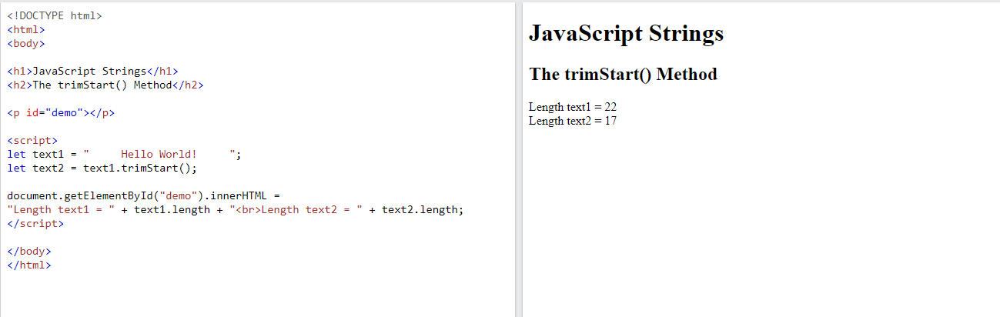 <!DOCTYPE html>
<html>
<body>
<h1>JavaScript Strings</h1>
<h2>The trimStart() Method</h2>
<p id="demo"></p>
<script>
let text1 = "     Hello World!     ";
let text2 = text1.trimStart();
document.getElementById("demo").innerHTML =
"Length text1 = " + text1.length + "<br>Length text2 = " + text2.length;
</script>
</body>
</html>
JavaScript Strings
The trimStart() Method
Length text1 = 22
Length text2 = 17